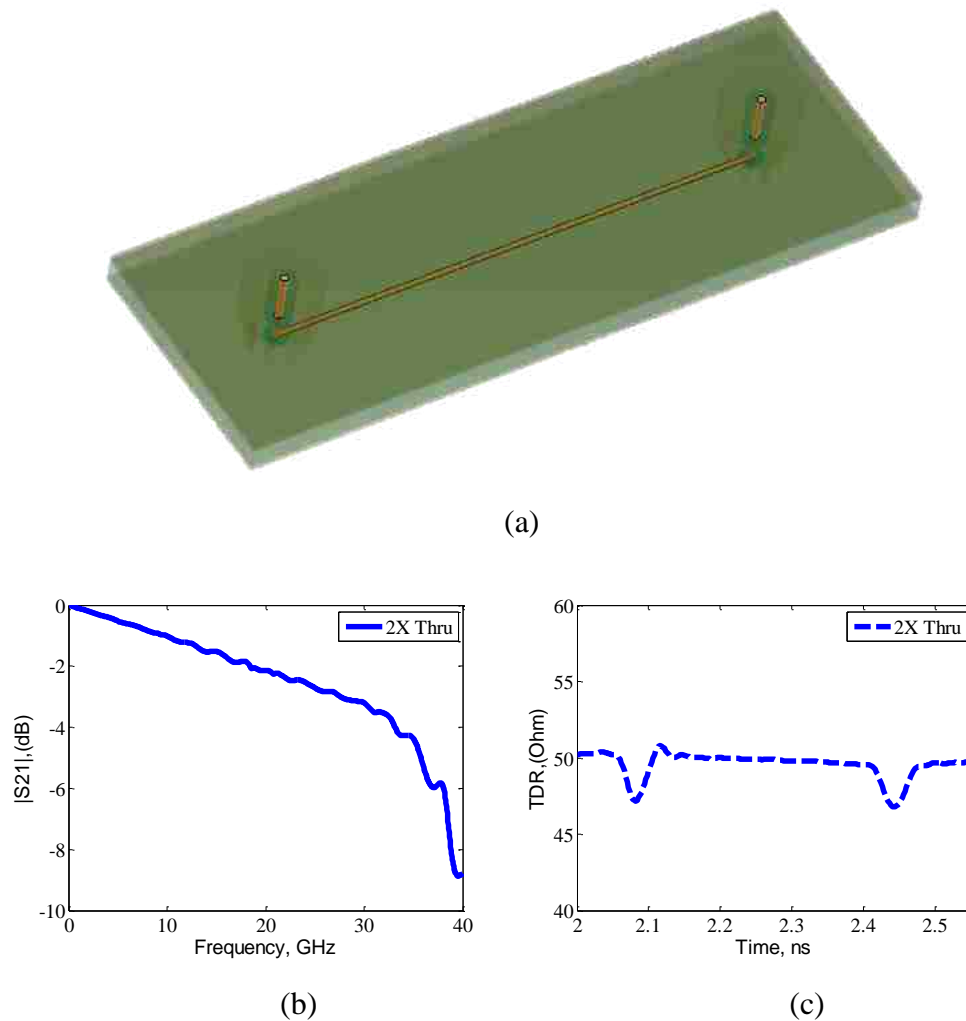 (a)
0
-2
-4
-6
-8
-10
|S21|,(dB)
2X Thru
0 10 20 30 40
Frequency, GHz
(b)
60
55
50
45
40
TDR,(Ohm)
2X Thru
2 2.1 2.2 2.3 2.4 2.5
Time, ns
(c)